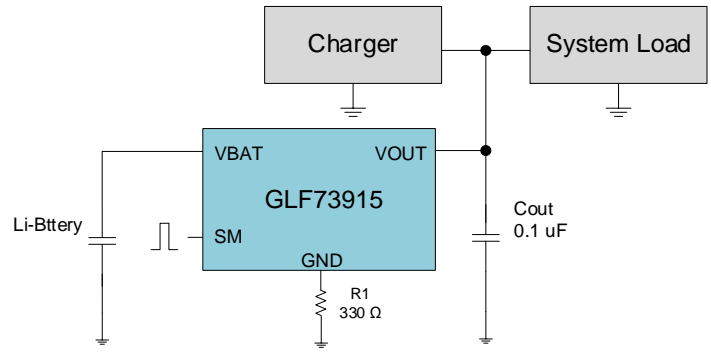 Charger
System Load
VBAT
VOUT
GLF73915
Li-Bttery
SM
GND
Cout
0.1 uF
R1
330 Ω